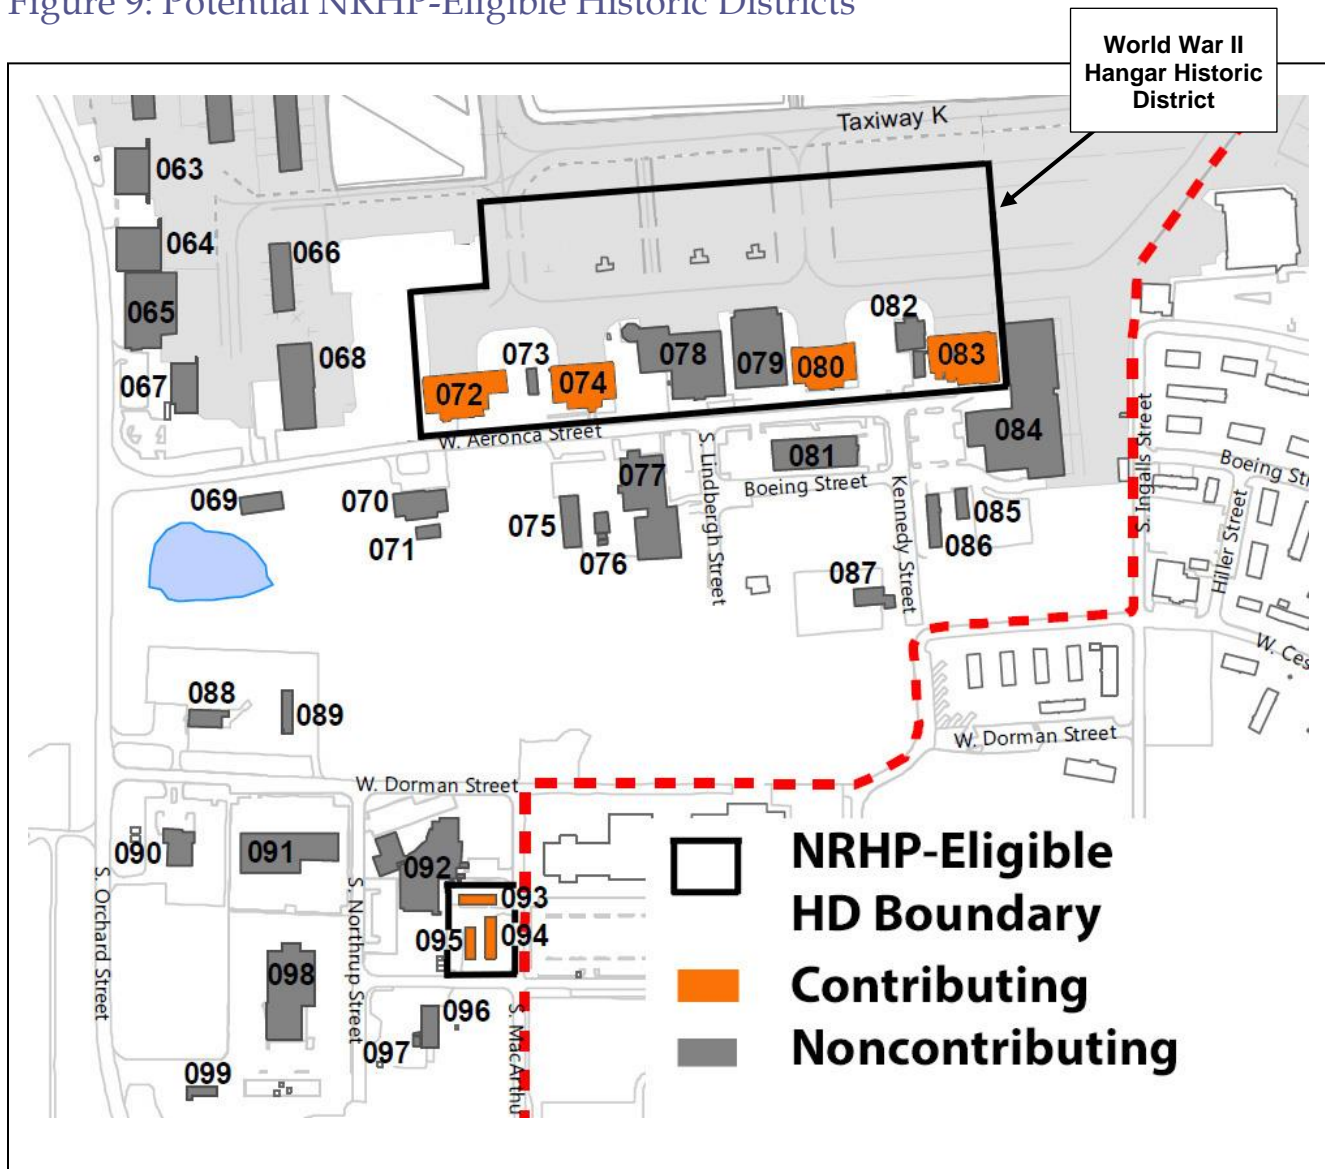 Figure 9: Potential NRHP-Eligible Historic Districts
World War II
Hangar Historic
District
Taxiway K
063
064
066
065
068
067
082
073
078
079
080
083
072
074
084
W. Aeronca Street
S. Lindbergh Street
081
077
Boeing Street
Kennedy Street
S. Ingalls Street
Boeing St
Hiller Street
069
070
071
075
076
085
086
087
W. Ces
088
089
W. Dorman Street
W. Dorman Street
090
091
092
093
094
095
S. Orchard Street
S. Northrup Street
098
096
097
099
S. MacArthu
NRHP-Eligible
HD Boundary
Contributing
Noncontributing